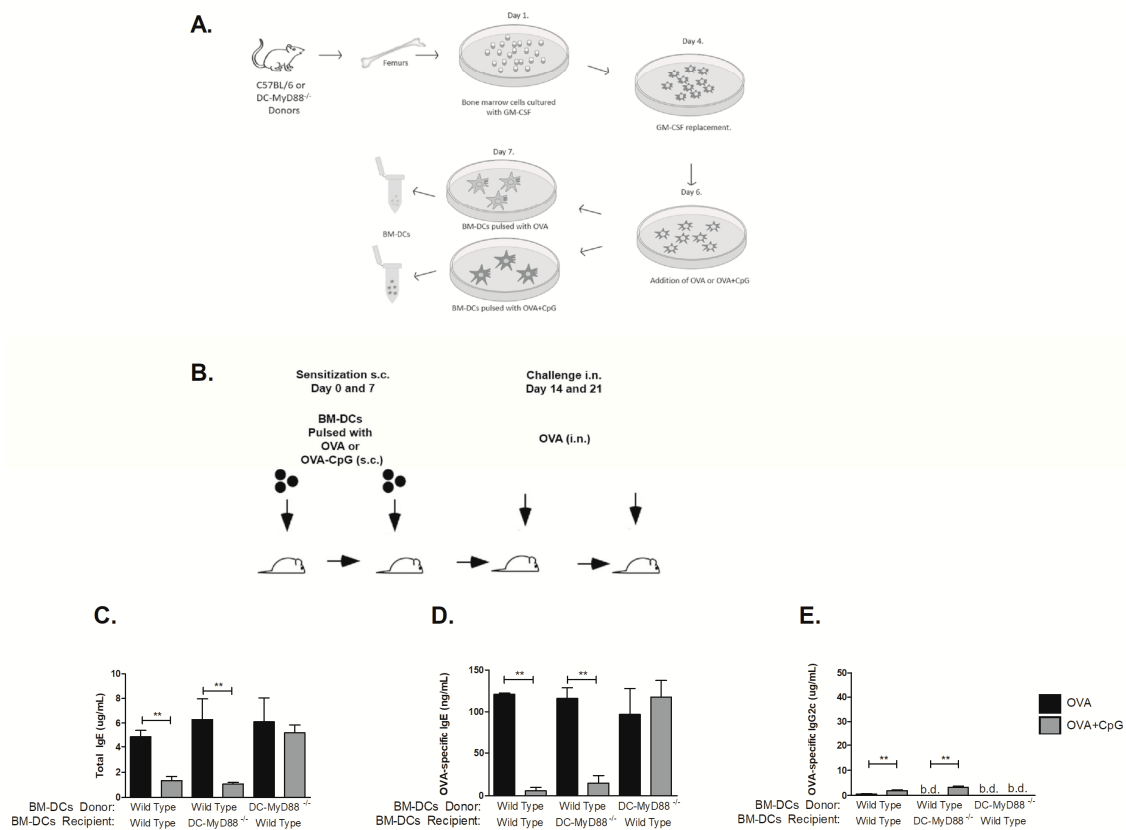 A.
C57BL/6 or
DC-MyD88-/-
Donors
Femurs
Day 1.
Bone marrow cells cultured
with GM-CSF
Day 4.
GM-CSF replacement.
Day 6.
Addition of OVA or OVA+CpG
Day 7.
BM-DCs pulsed with OVA
BM-DCs
BM-DCs pulsed with OVA+CpG
B.
Sensitization s.c.
Day 0 and 7
BM-DCs
Pulsed with
OVA or
OVA-CpG (s.c.)
Challenge i.n.
Day 14 and 21
OVA (i.n.)
C.
Total IgE (ug/mL)
10
8
6
4
2
0
** **
BM-DCs Donor: Wild Type Wild Type DC-MyD88 -/-
BM-DCs Recipient: Wild Type DC-MyD88 -/- Wild Type
D.
OVA-specific IgE (ng/mL)
150
100
50
0
** **
BM-DCs Donor: Wild Type Wild Type DC-MyD88 -/-
BM-DCs Recipient: Wild Type DC-MyD88 -/- Wild Type
E.
OVA-specific IgG2c (ug/mL)
50
40
30
20
10
0
** **
b.d. b.d. b.d.
BM-DCs Donor: Wild Type Wild Type DC-MyD88 -/-
BM-DCs Recipient: Wild Type DC-MyD88 -/- Wild Type
OVA
OVA+CpG